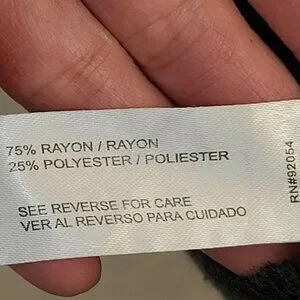 75% RAYON / RAYON
25% POLYESTER / POLIESTER
SEE REVERSE FOR CARE
VER AL REVERSO PARA CUIDADO
RN#92054